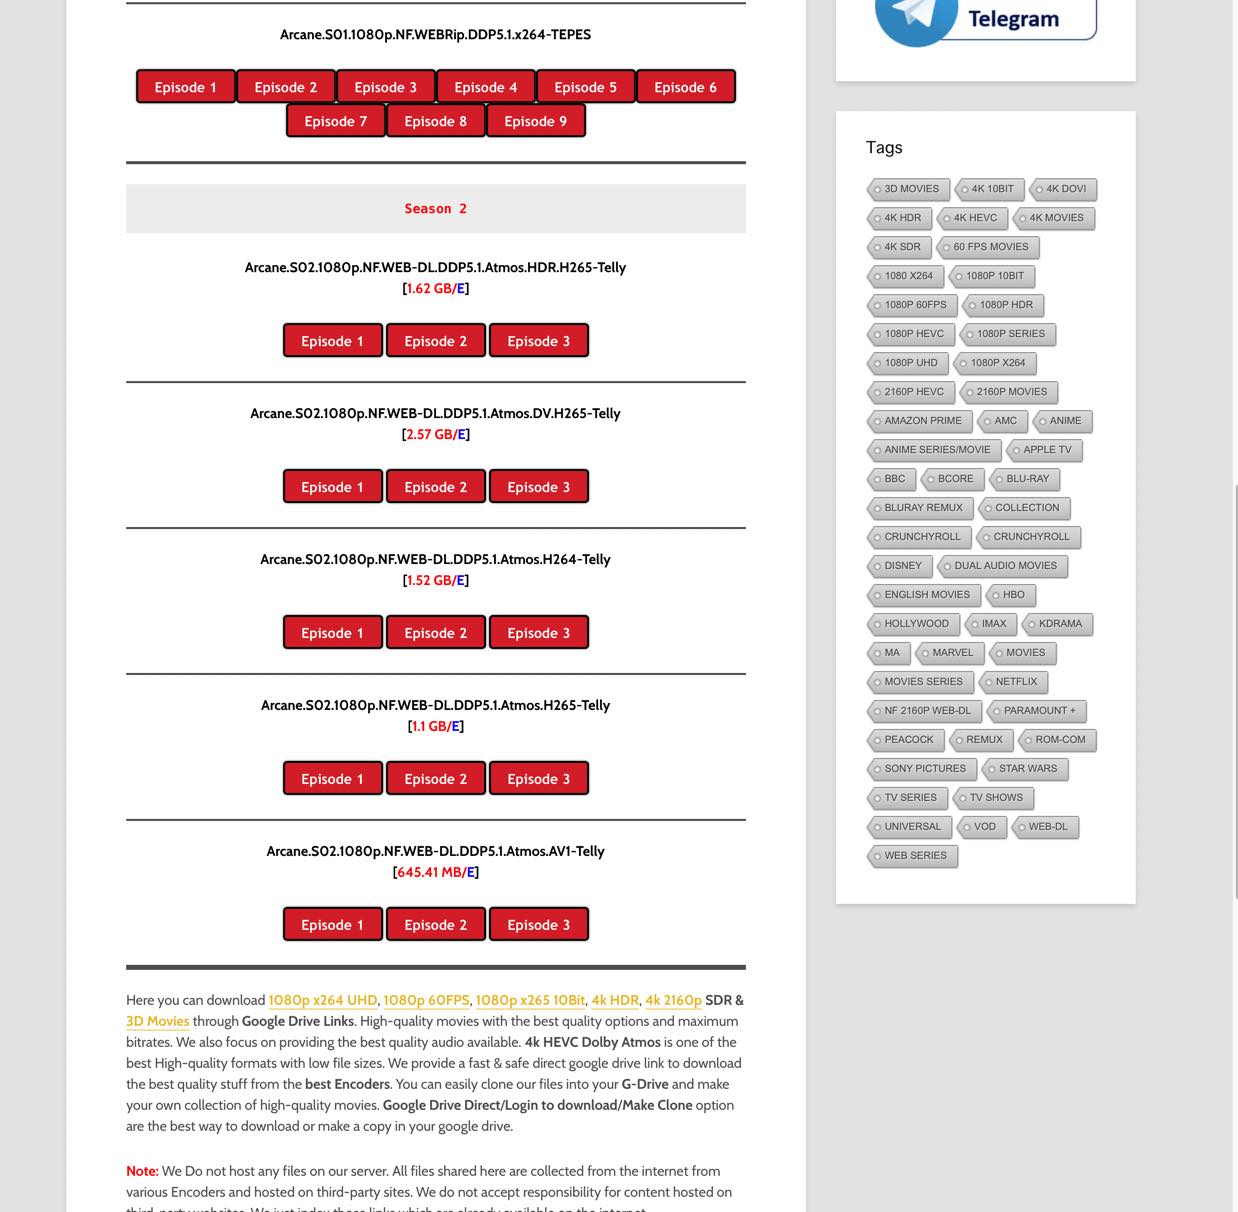 Telegram
Arcane.S01.1080p.NF.WEBRip.DDP5.1.x264-TEPES
Episode 1 Episode 2 Episode 3 Episode 4 Episode 5 Episode 6
Episode 7 Episode 8 Episode 9
Season 2
Arcane.S02.1080p.NF.WEB-DL.DDP5.1.Atmos.HDR.H265-Telly
[1.62 GB/E]
Episode 1 Episode 2 Episode 3
Arcane.S02.1080p.NF.WEB-DL.DDP5.1.Atmos.DV.H265-Telly
[2.57 GB/E]
Episode 1 Episode 2 Episode 3
Arcane.S02.1080p.NF.WEB-DL.DDP5.1.Atmos.H264-Telly
[1.52 GB/E]
Episode 1 Episode 2 Episode 3
Arcane.S02.1080p.NF.WEB-DL.DDP5.1.Atmos.H265-Telly
[1.1 GB/E]
Episode 1 Episode 2 Episode 3
Arcane.S02.1080p.NF.WEB-DL.DDP5.1.Atmos.AV1-Telly
[645.41 MB/E]
Episode 1 Episode 2 Episode 3
Here you can download 1080p x264 UHD, 1080p 60FPS, 1080p x265 10Bit, 4k HDR, 4k 2160p SDR &
3D Movies through Google Drive Links. High-quality movies with the best quality options and maximum
bitrates. We also focus on providing the best quality audio available. 4k HEVC Dolby Atmos is one of the
best High-quality formats with low file sizes. We provide a fast & safe direct google drive link to download
the best quality stuff from the best Encoders. You can easily clone our files into your G-Drive and make
your own collection of high-quality movies. Google Drive Direct/Login to download/Make Clone option
are the best way to download or make a copy in your google drive.
Note: We Do not host any files on our server. All files shared here are collected from the internet from
various Encoders and hosted on third-party sites. We do not accept responsibility for content hosted on
third-party websites. We just index those links which are already available on the internet.
Tags
3D MOVIES 4K 10BIT 4K DOVI
4K HDR 4K HEVC 4K MOVIES
4K SDR 60 FPS MOVIES
1080 X264 1080P 10BIT
1080P 60FPS 1080P HDR
1080P HEVC 1080P SERIES
1080P UHD 1080P X264
2160P HEVC 2160P MOVIES
AMAZON PRIME AMC ANIME
ANIME SERIES/MOVIE APPLE TV
BBC BCORE BLU-RAY
BLURAY REMUX COLLECTION
CRUNCHYROLL CRUNCHYROLL
DISNEY DUAL AUDIO MOVIES
ENGLISH MOVIES HBO
HOLLYWOOD IMAX KDRAMA
MA MARVEL MOVIES
MOVIES SERIES NETFLIX
NF 2160P WEB-DL PARAMOUNT +
PEACOCK REMUX ROM-COM
SONY PICTURES STAR WARS
TV SERIES TV SHOWS
UNIVERSAL VOD WEB-DL
WEB SERIES